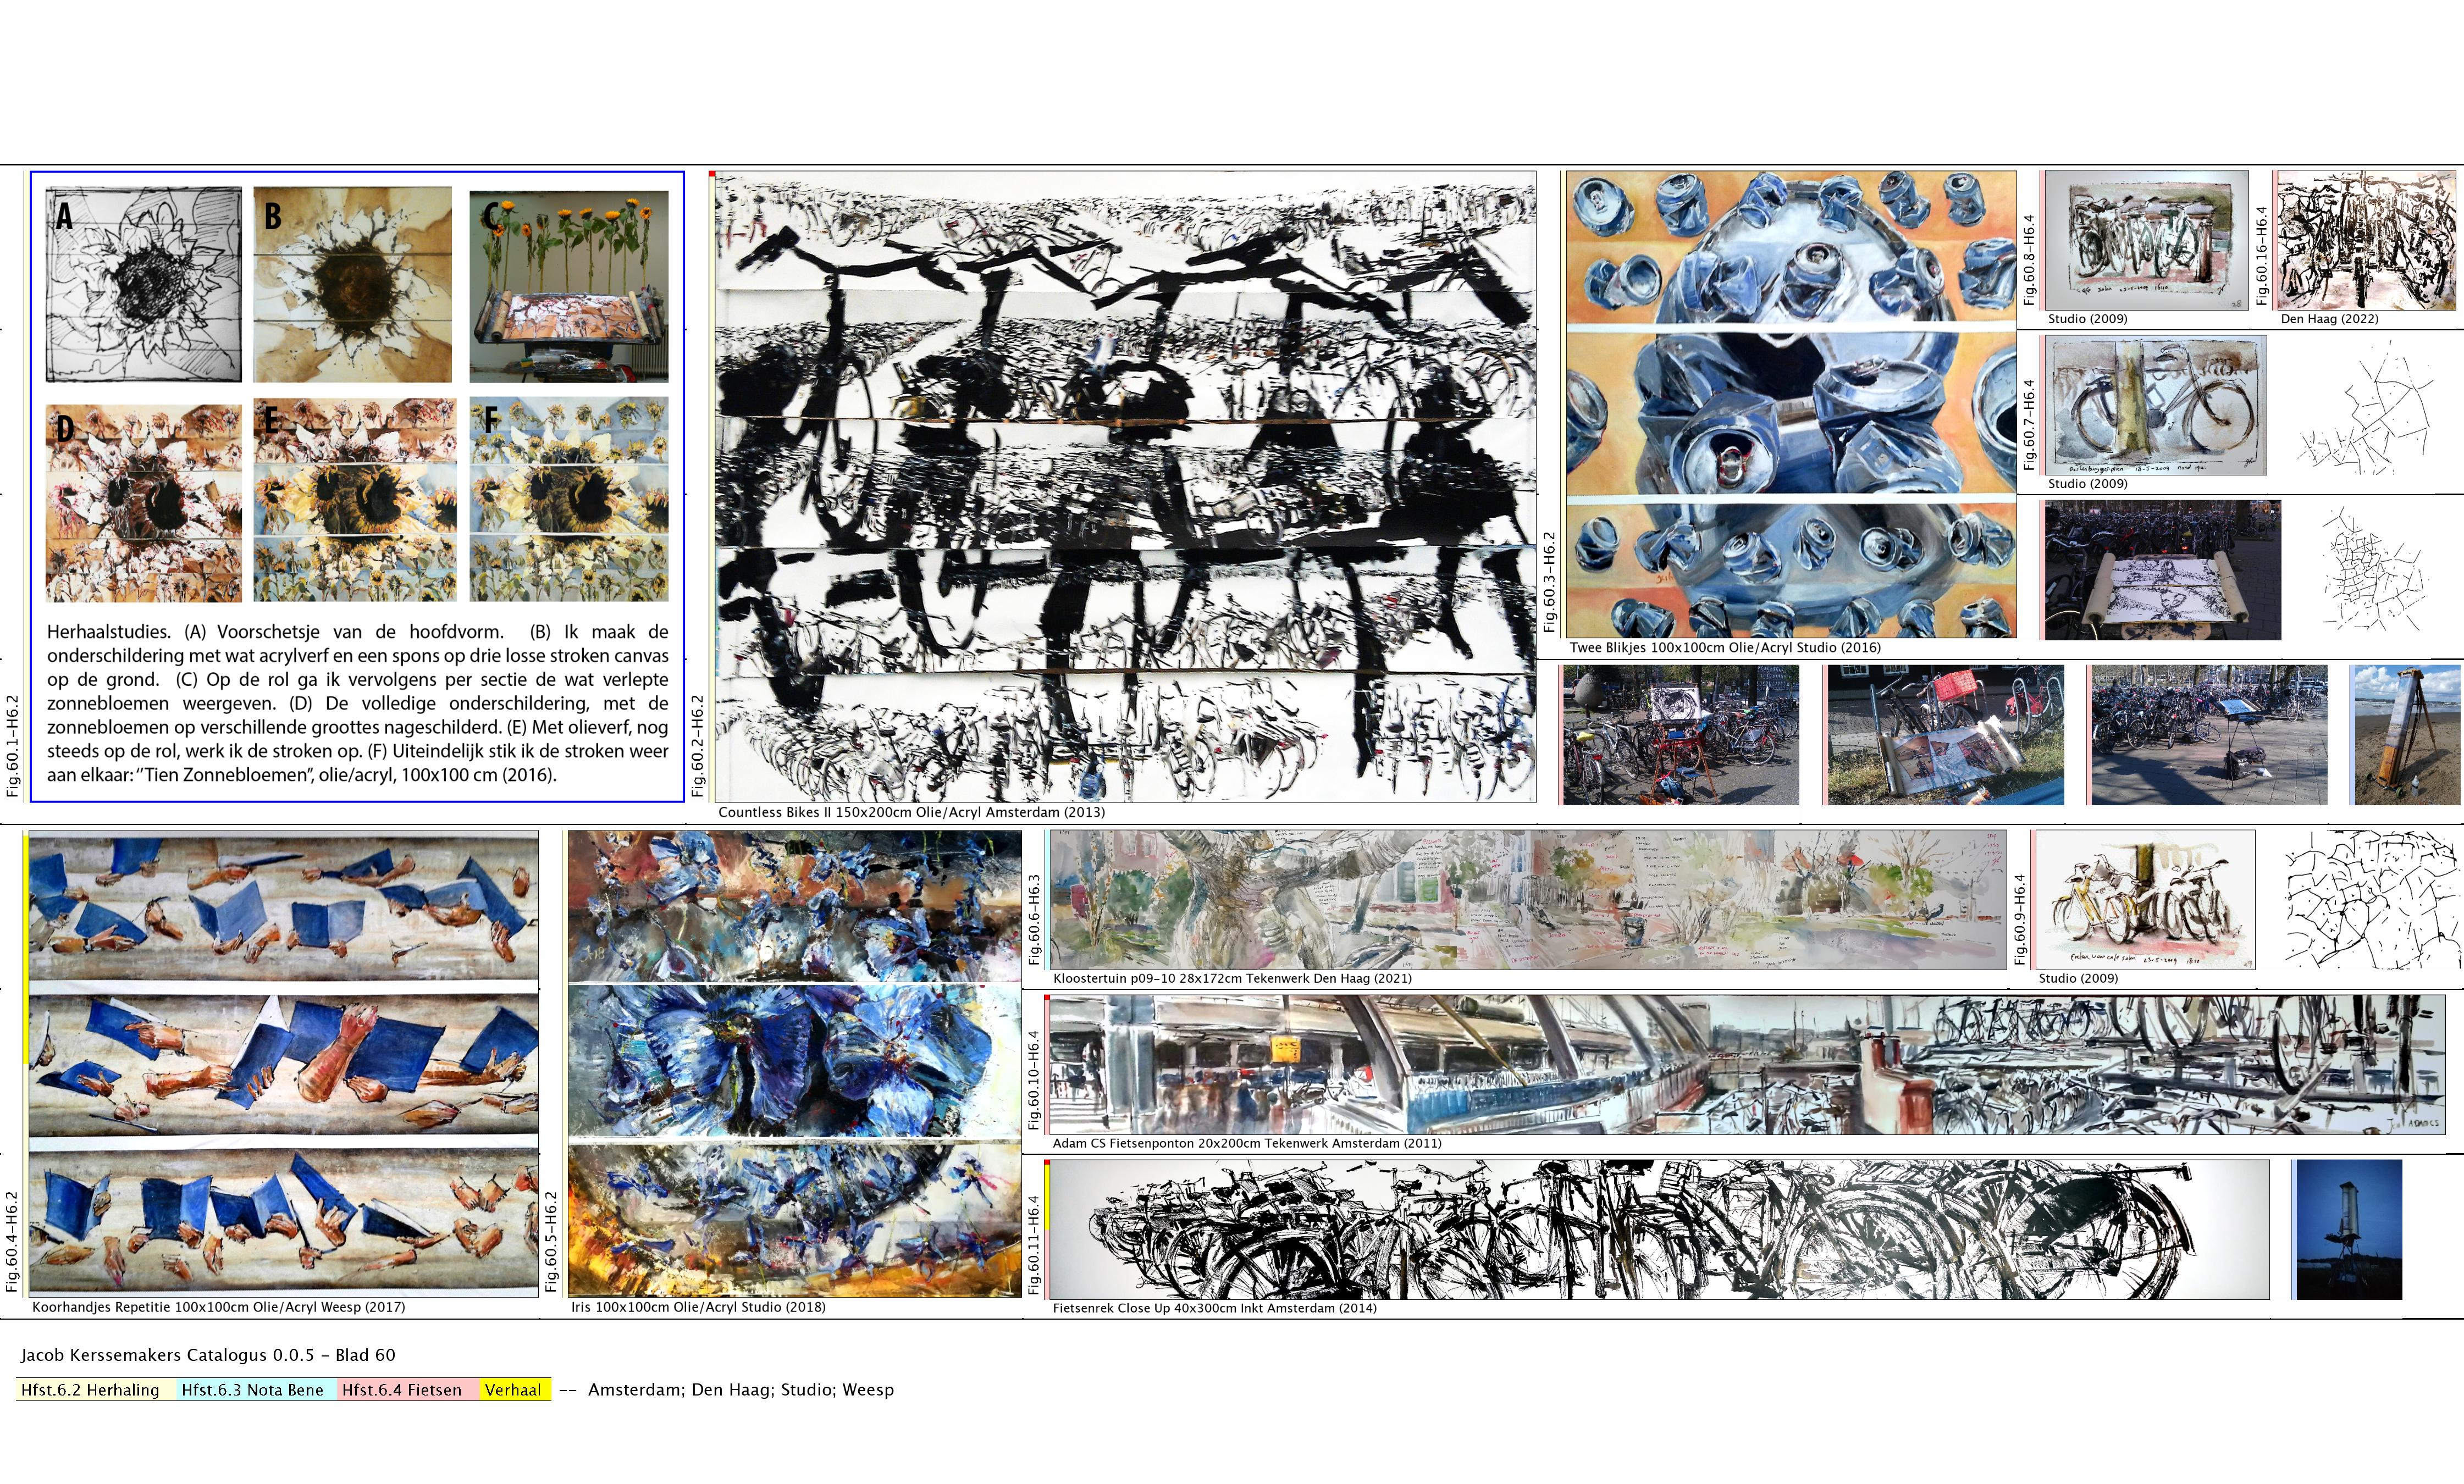 A
B
C
D
E
F
Herhaalstudies. (A) Voorschetsje van de hoofdvorm. (B) Ik maak de
onderschildering met wat acrylverf en een spons op drie losse stroken canvas
op de grond. (C) Op de rol ga ik vervolgens per sectie de wat verlepte
zonnebloemen weergeven. (D) De volledige onderschildering, met de
zonnebloemen op verschillende groottes nageschilderd. (E) Met olieverf, nog
steeds op de rol, werk ik de stroken op. (F) Uiteindelijk stik ik de stroken weer
aan elkaar: "Tien Zonnebloemen", olie/acryl, 100x100 cm (2016).
Fig.60.1-H6.2
Fig.60.2-H6.2
Countless Bikes II 150x200cm Olie/Acryl Amsterdam (2013)
Fig.60.3-H6.2
Twee Blikjes 100x100cm Olie/Acryl Studio (2016)
Fig.60.8-H6.4
Studio (2009)
Fig.60.16-H6.4
Den Haag (2022)
Fig.60.7-H6.4
Studio (2009)
Fig.60.4-H6.2
Koorhandjes Repetitie 100x100cm Olie/Acryl Weesp (2017)
Fig.60.5-H6.2
Iris 100x100cm Olie/Acryl Studio (2018)
Fig.60.6-H6.3
Kloostertuin p09-10 28x172cm Tekenwerk Den Haag (2021)
Fig.60.9-H6.4
Studio (2009)
Fig.60.10-H6.4
Adam CS Fietsenponton 20x200cm Tekenwerk Amsterdam (2011)
Fig.60.11-H6.4
Fietsenrek Close Up 40x300cm Inkt Amsterdam (2014)
Jacob Kerssemakers Catalogus 0.0.5 - Blad 60
Hfst.6.2 Herhaling Hfst.6.3 Nota Bene Hfst.6.4 Fietsen Verhaal -- Amsterdam; Den Haag; Studio; Weesp